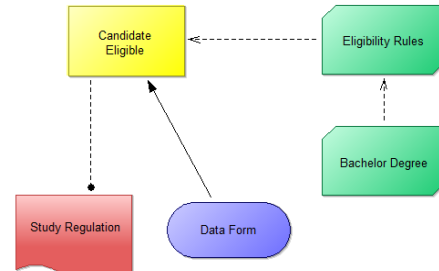 Candidate
Eligible
Eligibility Rules
Bachelor Degree
Study Regulation
Data Form